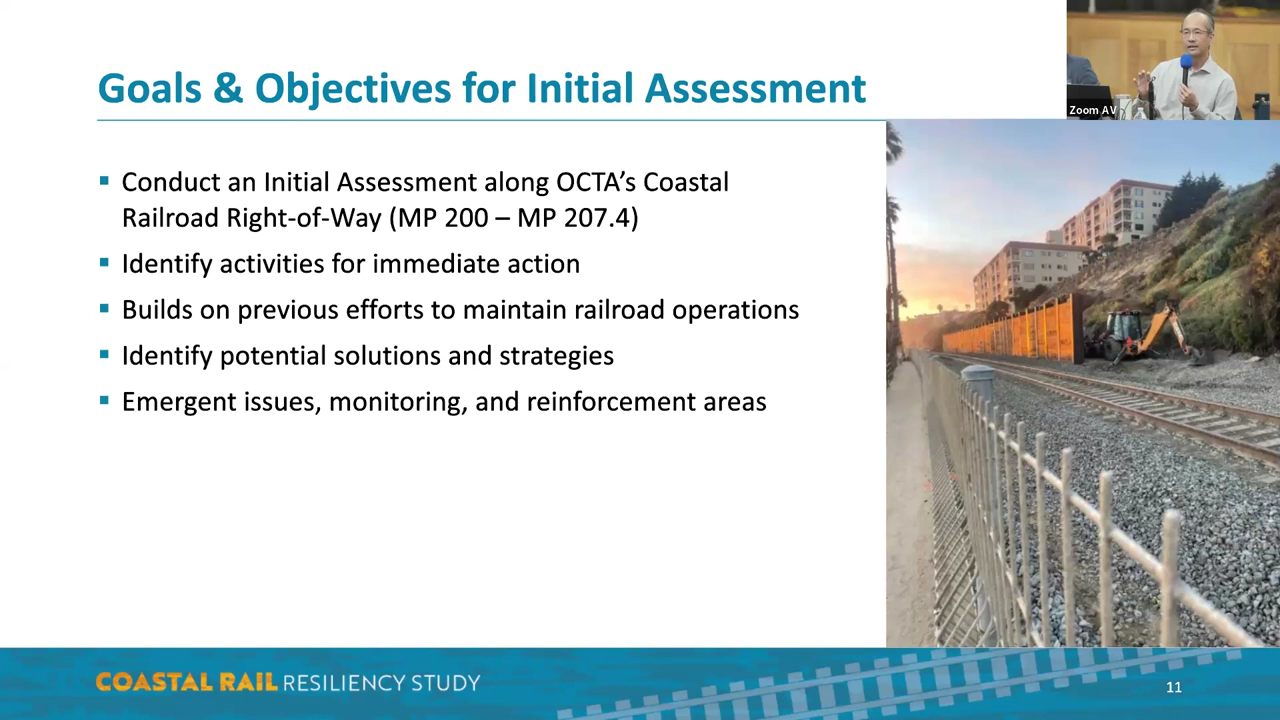 Goals & Objectives for Initial Assessment
Zoom AV
▪ Conduct an Initial Assessment along OCTA’s Coastal
Railroad Right-of-Way (MP 200 – MP 207.4)
▪ Identify activities for immediate action
▪ Builds on previous efforts to maintain railroad operations
▪ Identify potential solutions and strategies
▪ Emergent issues, monitoring, and reinforcement areas
COASTAL RAIL RESILIENCY STUDY
11